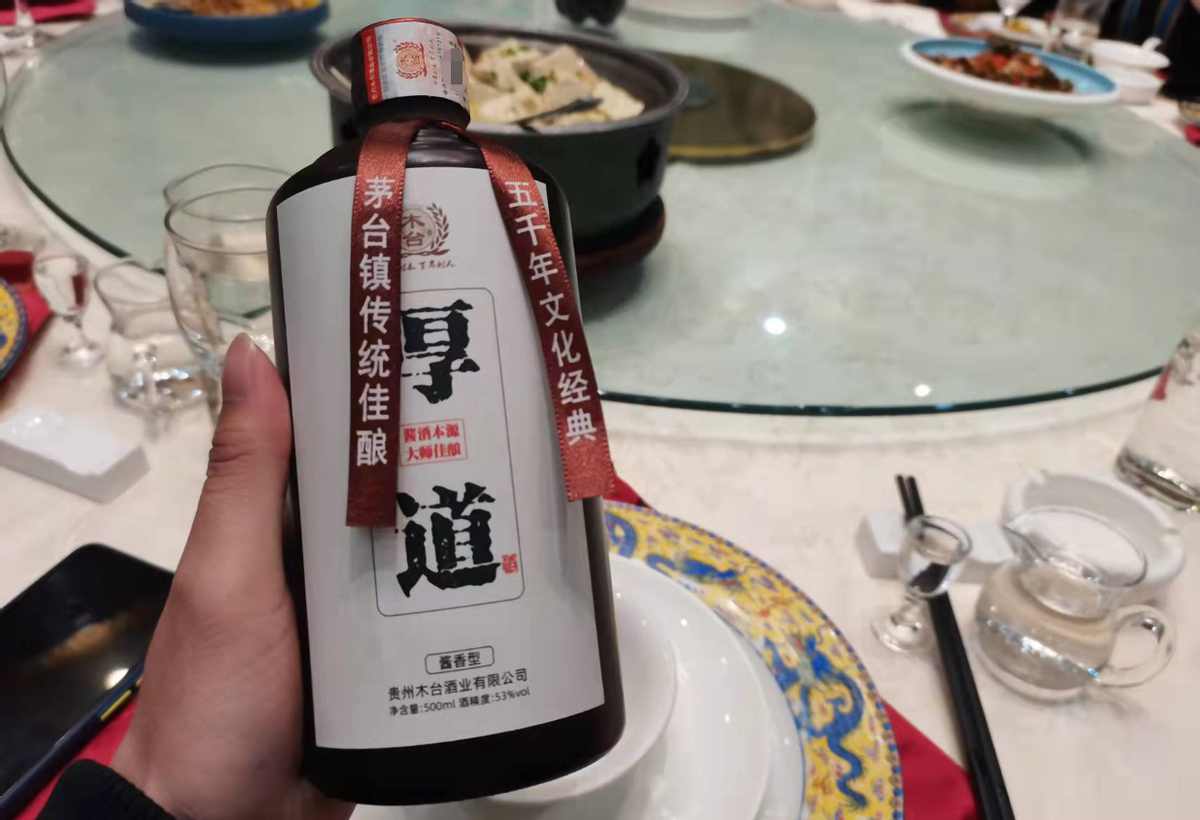 茅台镇传统佳酿
五千年文化经典
木台
厚道
酱酒本源
大师佳酿
酱香型
贵州木台酒业有限公司
净含量:500ml 酒精度:53%vol